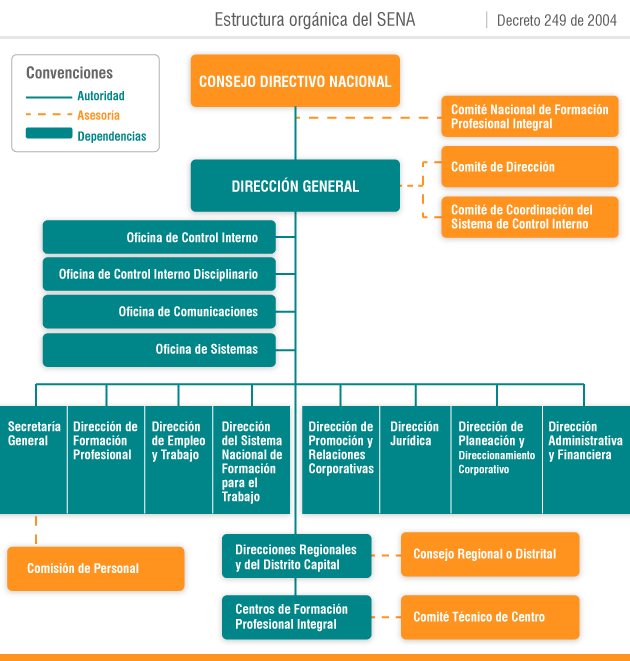 Estructura orgánica del SENA
Decreto 249 de 2004
Convenciones
Autoridad
Asesoría
Dependencias
CONSEJO DIRECTIVO NACIONAL
Comité Nacional de Formación
Profesional Integral
DIRECCIÓN GENERAL
Comité de Dirección
Comité de Coordinación del
Sistema de Control Interno
Oficina de Control Interno
Oficina de Control Interno Disciplinario
Oficina de Comunicaciones
Oficina de Sistemas
Secretaría
General
Dirección de
Formación
Profesional
Dirección
de Empleo
y Trabajo
Dirección
del Sistema
Nacional de
Formación
para el
Trabajo
Dirección de
Promoción y
Relaciones
Corporativas
Dirección
Jurídica
Dirección de
Planeación y
Direccionamiento
Corporativo
Dirección
Administrativa
y Financiera
Comisión de Personal
Direcciones Regionales
y del Distrito Capital
Consejo Regional o Distrital
Centros de Formación
Profesional Integral
Comité Técnico de Centro